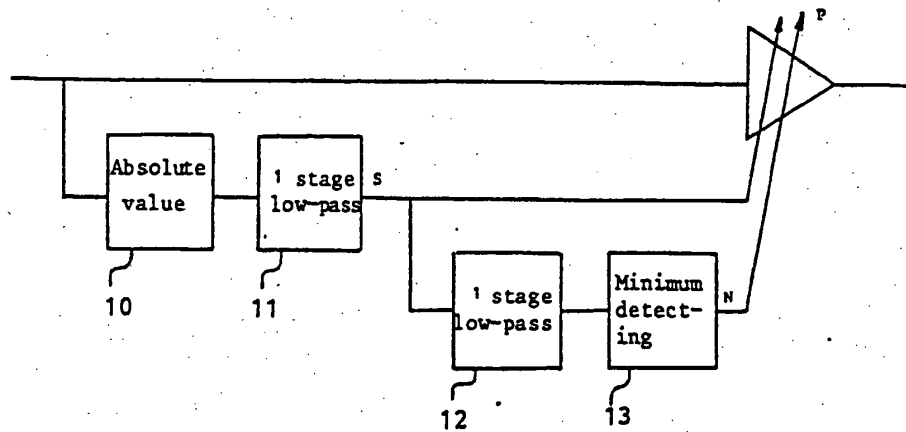 P
Absolute
value
1 stage
low-pass
S
10
11
1 stage
low-pass
Minimum
detect-
ing
N
12
13